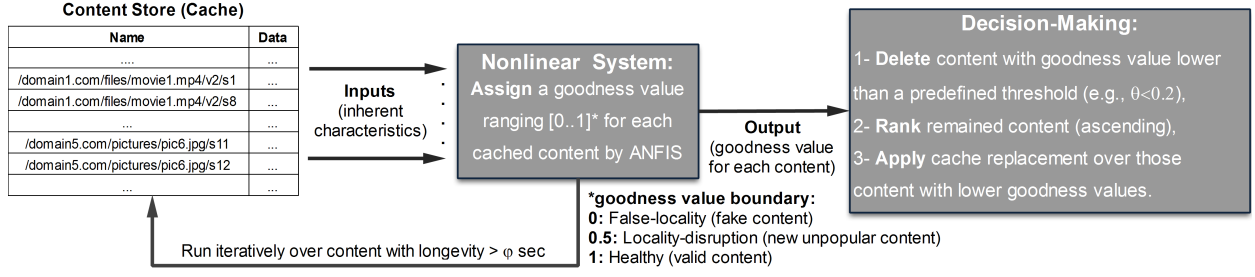 Content Store (Cache)
Name Data
.... ...
/domain1.com/files/movie1.mp4/v2/s1 ...
/domain1.com/files/movie1.mp4/v2/s8 ...
... ...
/domain5.com/pictures/pic6.jpg/s11 ...
/domain5.com/pictures/pic6.jpg/s12 ...
... ...
Inputs
(inherent
characteristics)
Nonlinear System:
Assign a goodness value
ranging [0..1]* for each
cached content by ANFIS
Output
(goodness value
for each content)
Decision-Making:
1- Delete content with goodness value lower
than a predefined threshold (e.g., θ<0.2),
2- Rank remained content (ascending),
3- Apply cache replacement over those
content with lower goodness values.
*goodness value boundary:
0: False-locality (fake content)
0.5: Locality-disruption (new unpopular content)
1: Healthy (valid content)
Run iteratively over content with longevity > φ sec